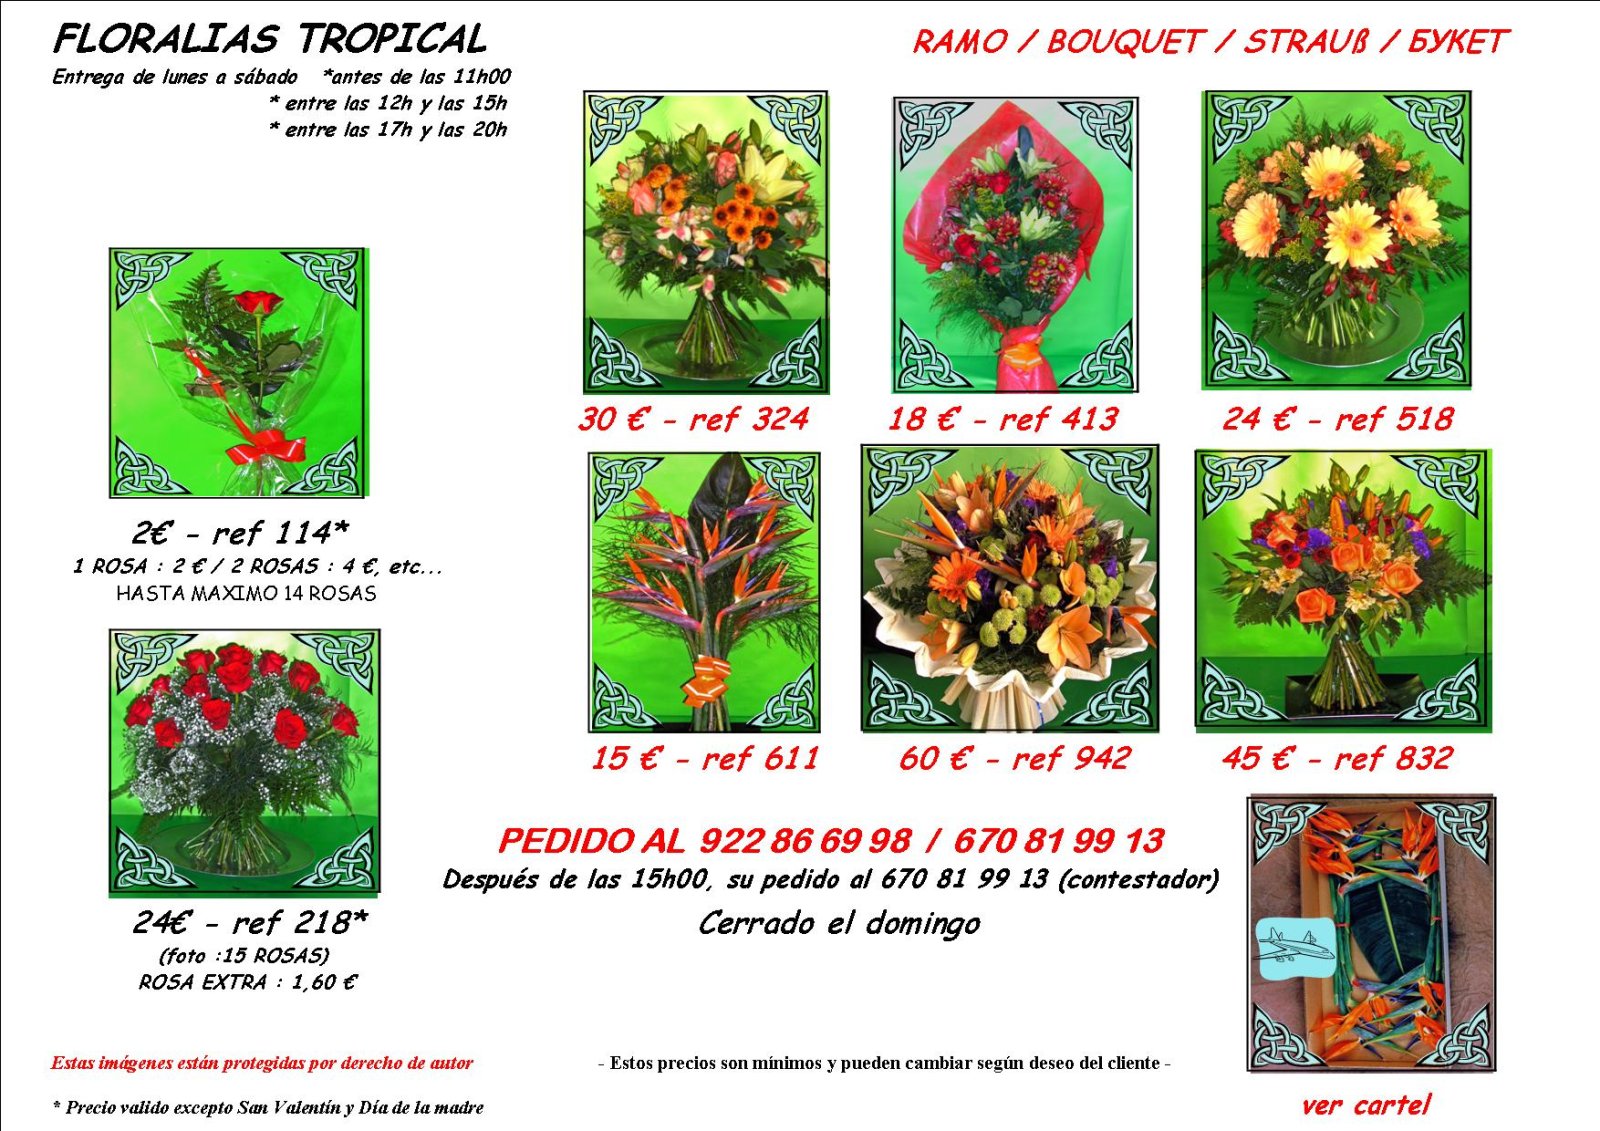 FLORALIAS TROPICAL
Entrega de lunes a sábado *antes de las 11h00
* entre las 12h y las 15h
* entre las 17h y las 20h
RAMO / BOUQUET / STRAUß / БУКЕТ
30 € - ref 324
18 € - ref 413
24 € - ref 518
2€ - ref 114*
1 ROSA : 2 € / 2 ROSAS : 4 €, etc...
HASTA MAXIMO 14 ROSAS
15 € - ref 611
60 € - ref 942
45 € - ref 832
24€ - ref 218*
(foto :15 ROSAS)
ROSA EXTRA : 1,60 €
PEDIDO AL 922 86 69 98 / 670 81 99 13
Después de las 15h00, su pedido al 670 81 99 13 (contestador)
Cerrado el domingo
Estas imágenes están protegidas por derecho de autor
- Estos precios son mínimos y pueden cambiar según deseo del cliente -
* Precio valido excepto San Valentín y Día de la madre
ver cartel